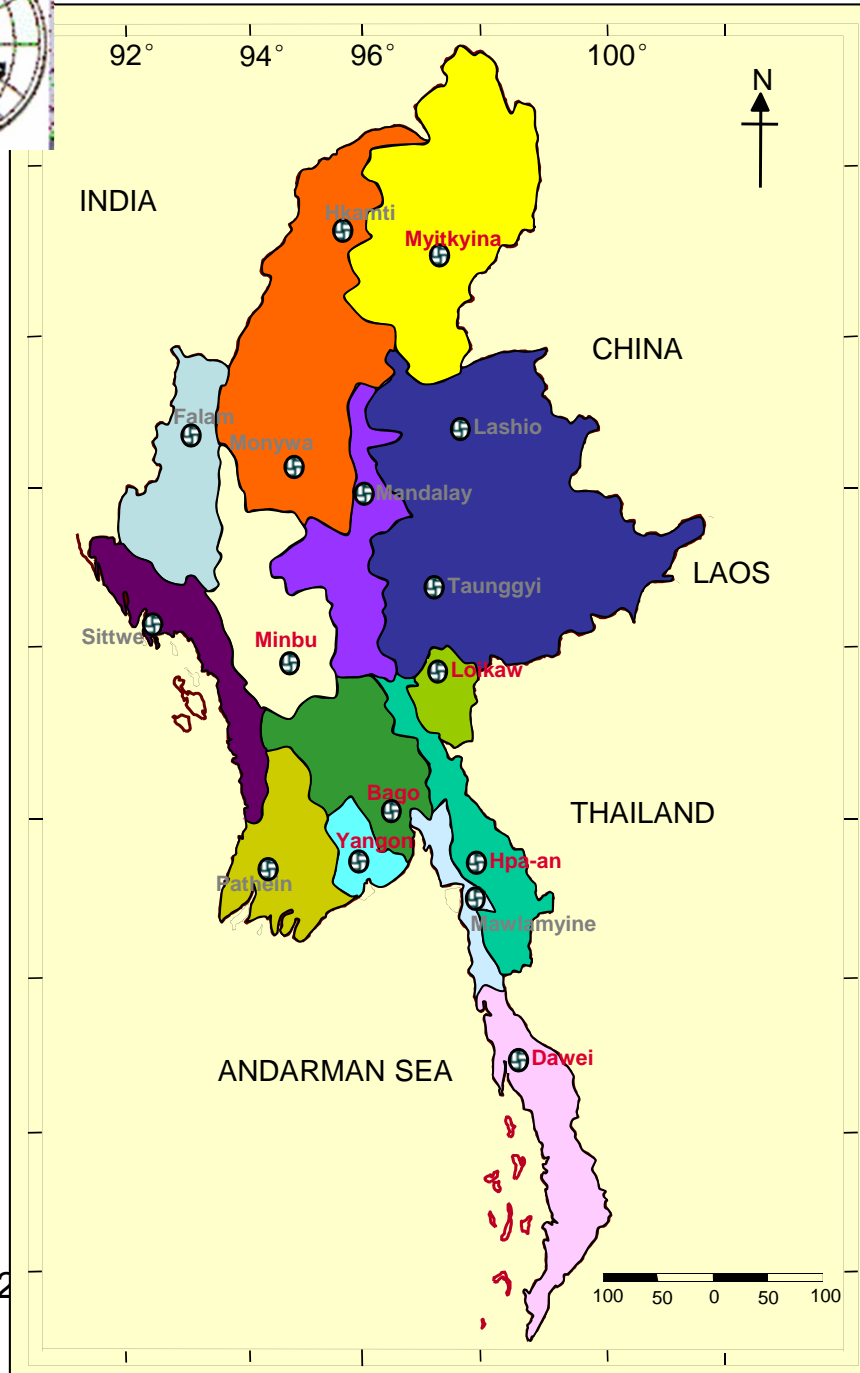 92° 94° 96° 100°
N
INDIA
Hkamti
Myitkyina
CHINA
Falam
Lashio
Monywa
Mandalay
LAOS
Taunggyi
Sittwe
Minbu
Loikaw
Bago
THAILAND
Yangon
Hpa-an
Pathein
Mawlamyine
Dawei
ANDARMAN SEA
2
100 50 0 50 100